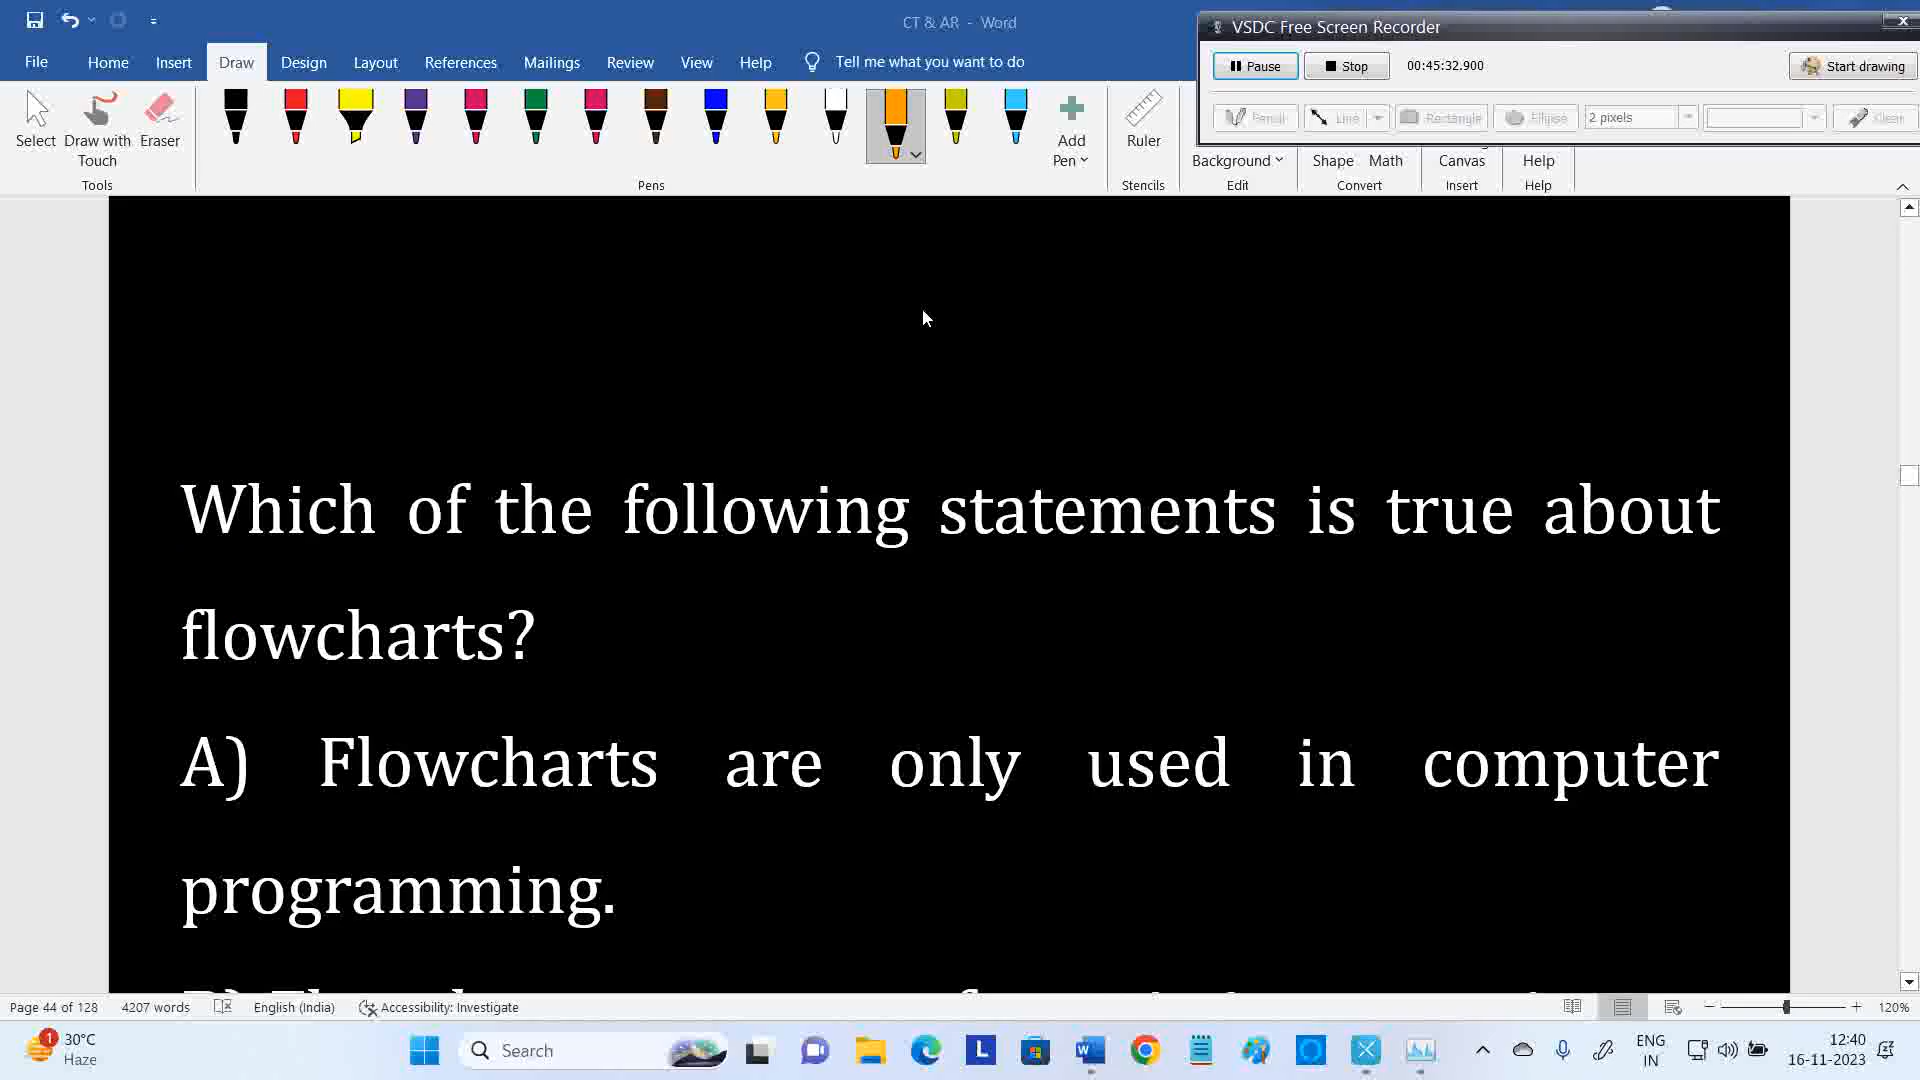 CT & AR - Word
VSDC Free Screen Recorder
File Home Insert Draw Design Layout References Mailings Review View Help Tell me what you want to do
Pause Stop 00:45:32.900 Start drawing
Pencil Line Rectangle Ellipse 2 pixels Clear
Select Draw with Touch Eraser Add Pen Ruler Background Shape Math Canvas Help
Tools Pens Stencils Edit Convert Insert Help
Which of the following statements is true about
flowcharts?
A) Flowcharts are only used in computer
programming.
Page 44 of 128 4207 words English (India) Accessibility: Investigate 120%
1 30°C
Haze
Search
L
ENG
IN
12:40
16-11-2023